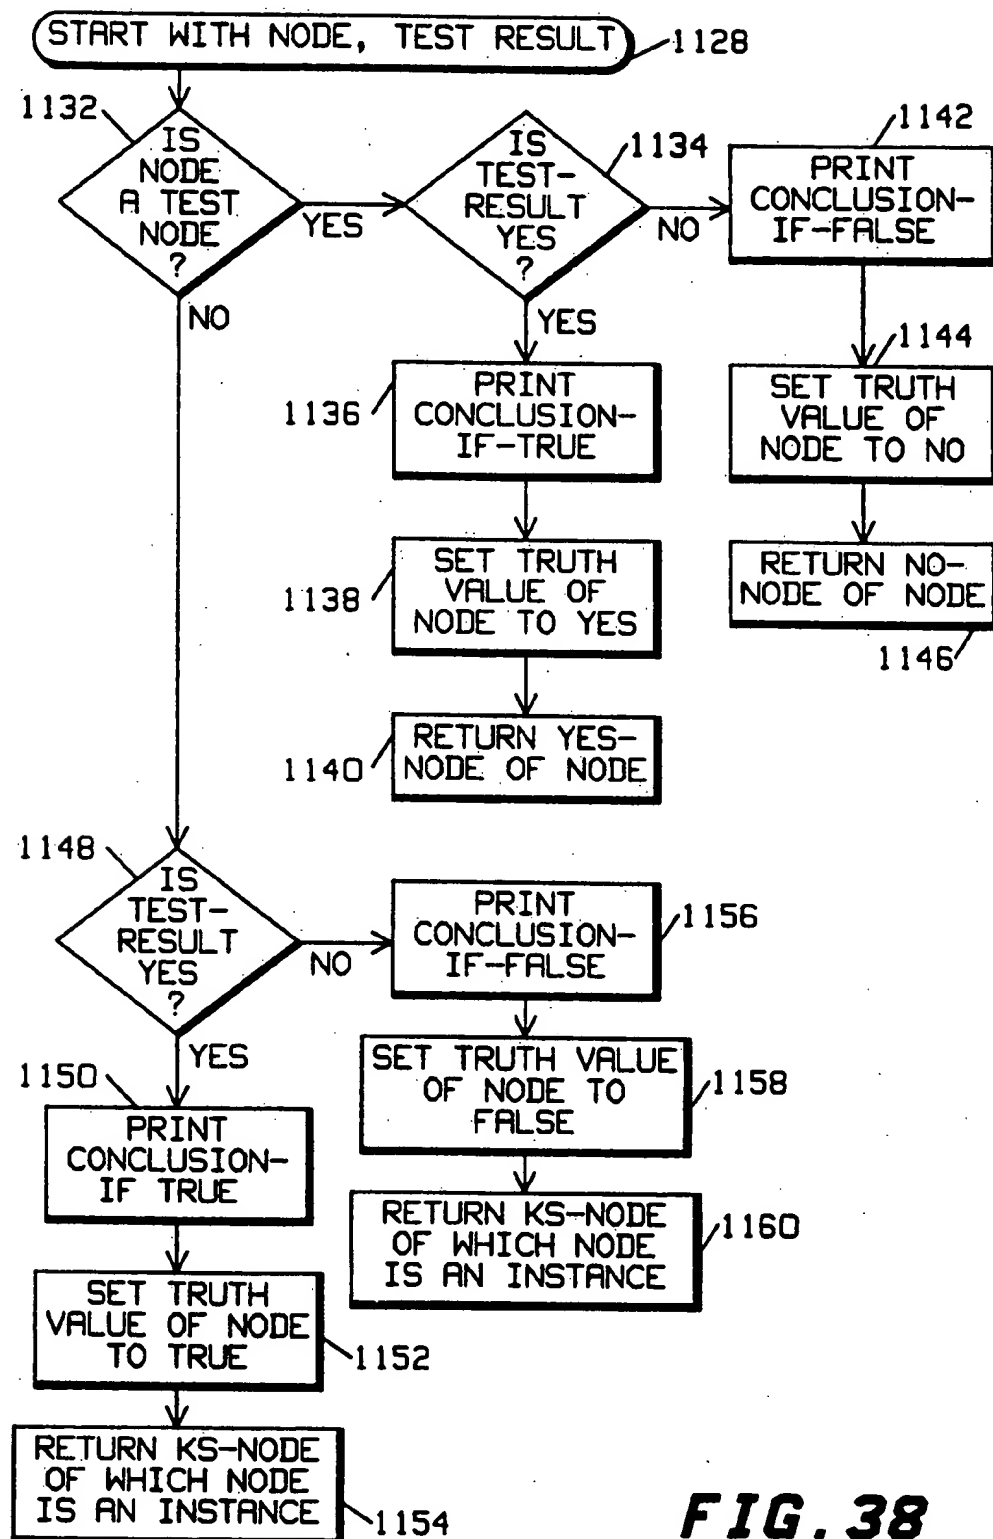 START WITH NODE, TEST RESULT
1128
1132
IS
NODE
A TEST
NODE
?
YES
NO
IS
TEST-
RESULT
YES
?
1134
NO
YES
1142
PRINT
CONCLUSION-
IF-FALSE
1144
SET TRUTH
VALUE OF
NODE TO NO
RETURN NO-
NODE OF NODE
1146
1136
PRINT
CONCLUSION-
IF-TRUE
1138
SET TRUTH
VALUE OF
NODE TO YES
1140
RETURN YES-
NODE OF NODE
1148
IS
TEST-
RESULT
YES
?
NO
YES
PRINT
CONCLUSION-
IF-FALSE
1156
SET TRUTH VALUE
OF NODE TO
FALSE
1158
RETURN KS-NODE
OF WHICH NODE
IS AN INSTANCE
1160
1150
PRINT
CONCLUSION-
IF TRUE
SET TRUTH
VALUE OF NODE
TO TRUE
1152
RETURN KS-NODE
OF WHICH NODE
IS AN INSTANCE
1154
FIG. 38